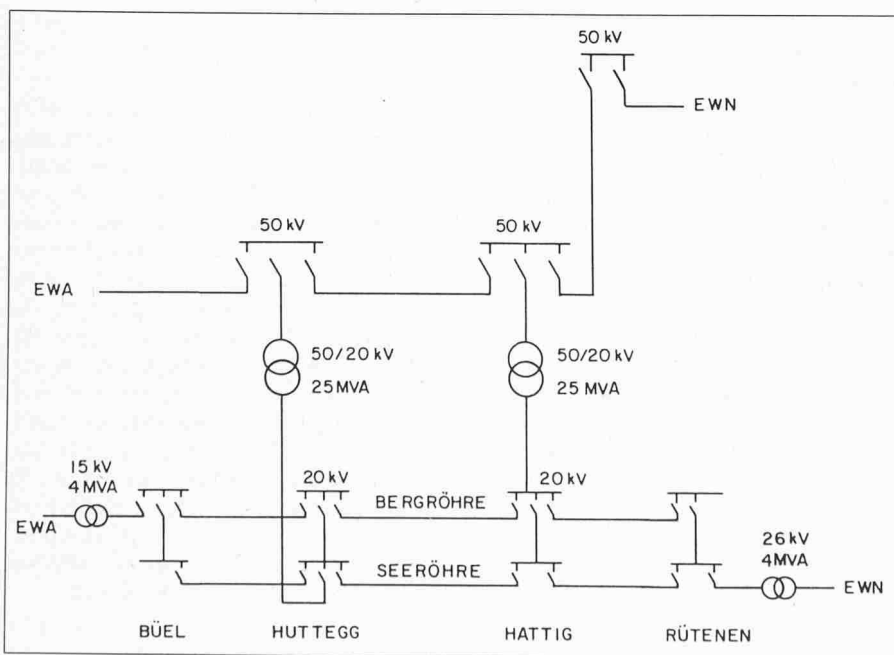 50 kV
EWN
50 kV
50 kV
EWA
50/20 kV
25 MVA
50/20 kV
25 MVA
15 kV
4 MVA
20 kV
BERGRÖHRE
20 kV
EWA
26 kV
4 MVA
SEERÖHRE
EWN
BÜEL
HUTTEGG
HATTIG
RÜTENEN